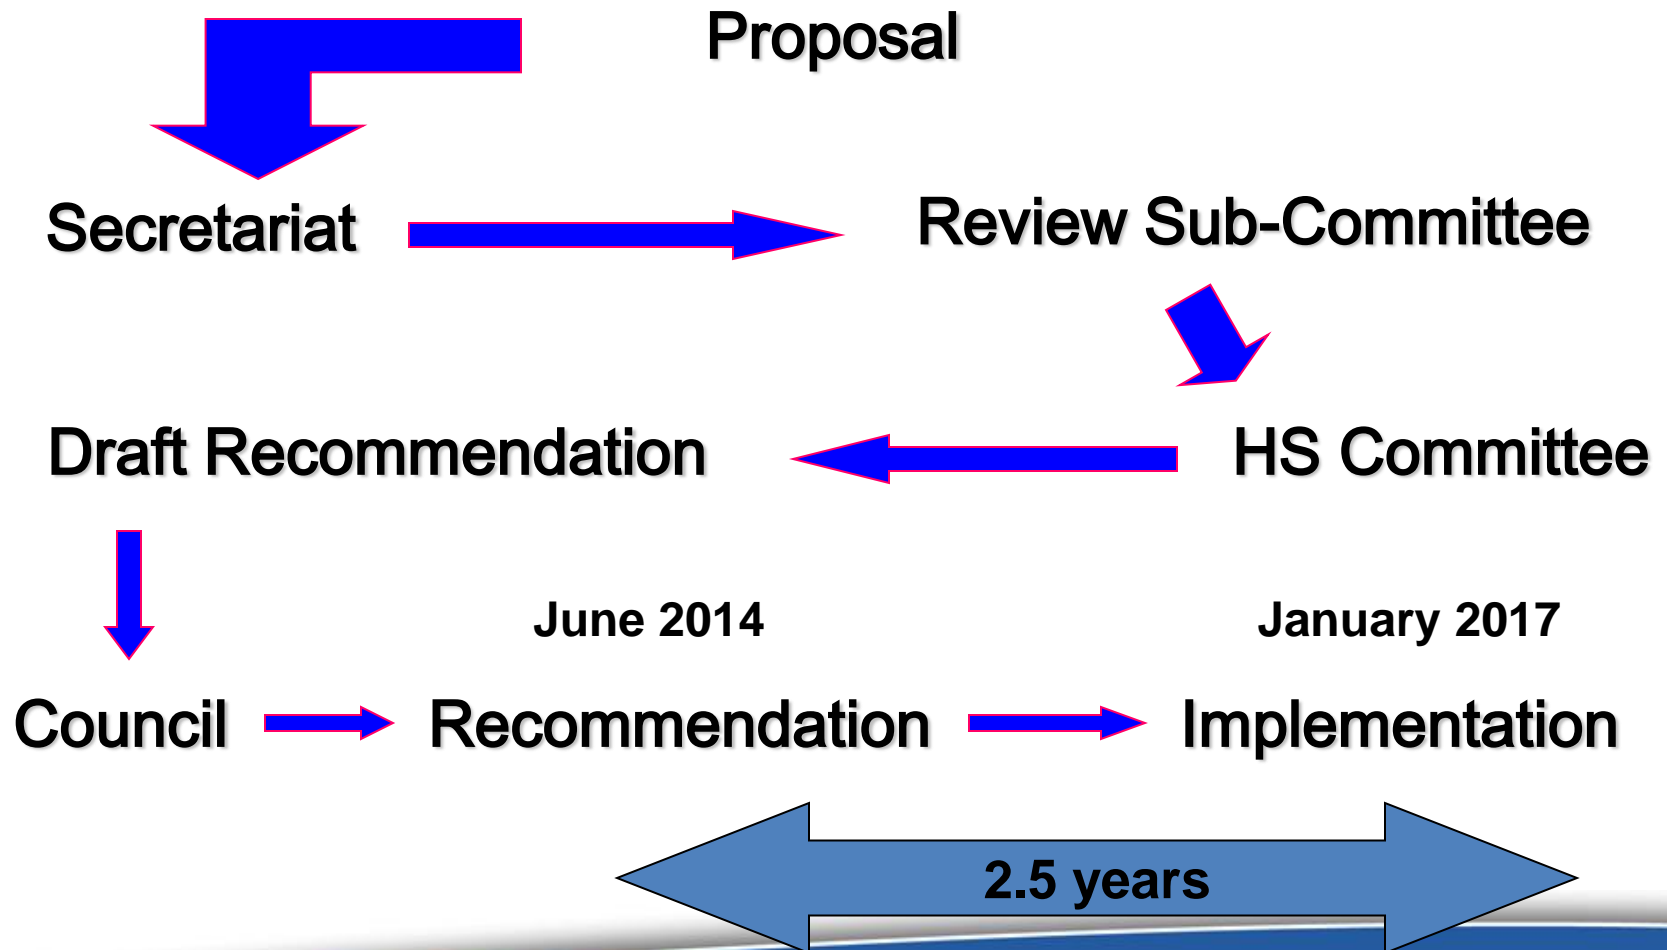 Proposal
Secretariat
Review Sub-Committee
Draft Recommendation
HS Committee
June 2014
January 2017
Council
Recommendation
Implementation
2.5 years